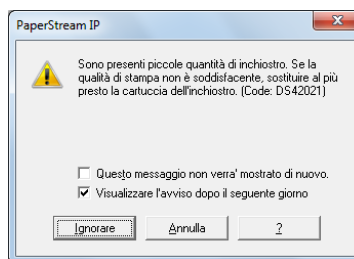 PaperStream IP
Sono presenti piccole quantità di inchiostro. Se la
qualità di stampa non è soddisfacente, sostituire al più
presto la cartuccia dell'inchiostro. (Code: DS42021)
Questo messaggio non verra' mostrato di nuovo.
Visualizzare l'avviso dopo il seguente giorno
Ignorare
Annulla
?